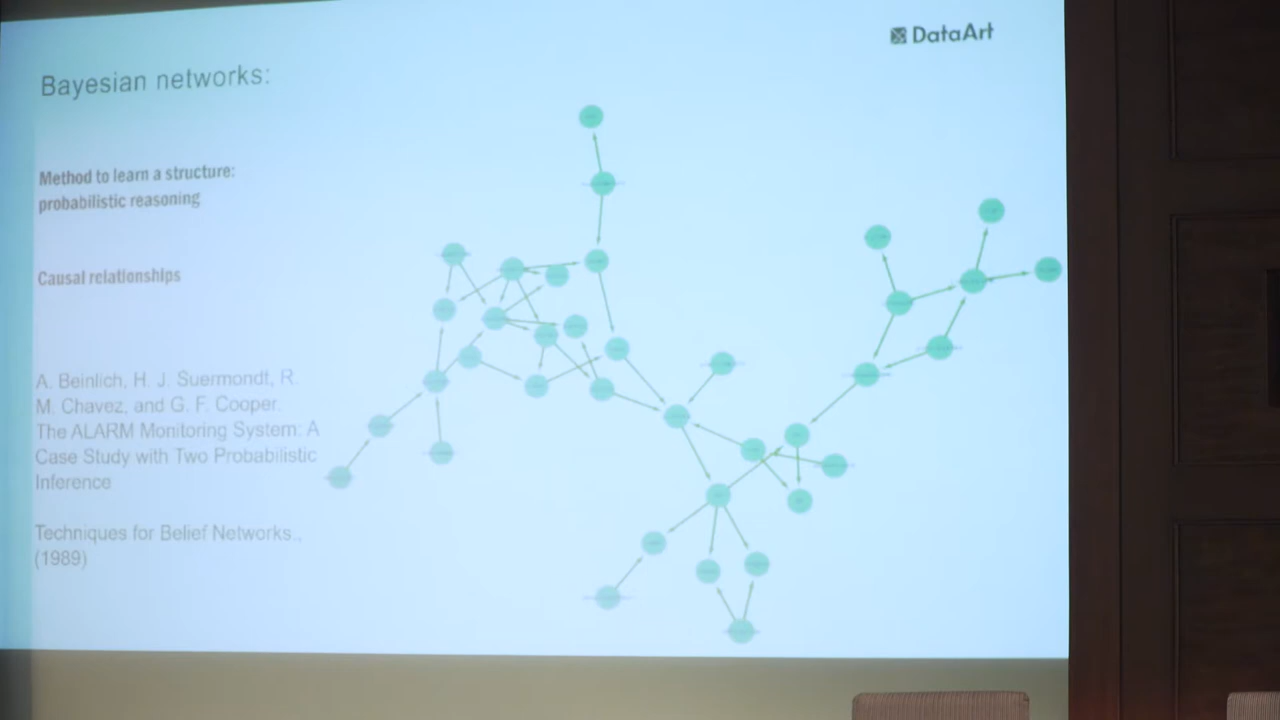 DataArt
Bayesian networks:
Method to learn a structure:
probabilistic reasoning
Causal relationships
A. Beinlich, H. J. Suermondt, R.
M. Chavez, and G. F. Cooper.
The ALARM Monitoring System: A
Case Study with Two Probabilistic
Inference
Techniques for Belief Networks.,
(1989)